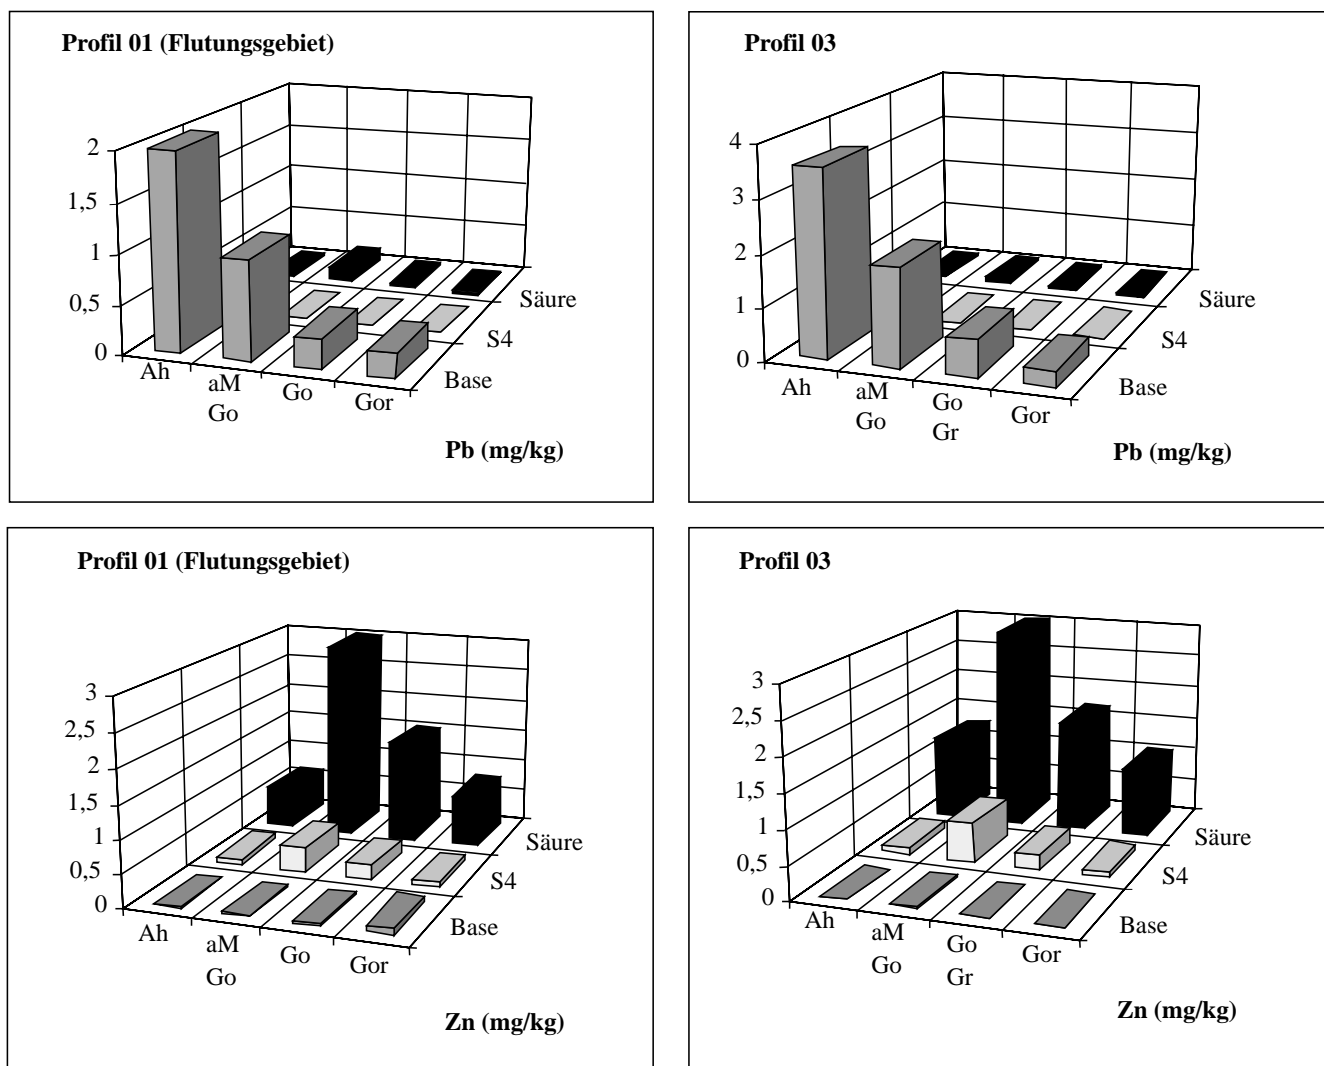 Profil 01 (Flutungsgebiet)
2
1,5
1
0,5
0
Ah
aM
Go
Go
Gor
Säure
S4
Base
Pb (mg/kg)
Profil 03
4
3
2
1
0
Ah
aM
Go
Go
Gr
Gor
Säure
S4
Base
Pb (mg/kg)
Profil 01 (Flutungsgebiet)
3
2,5
2
1,5
1
0,5
0
Ah
aM
Go
Go
Gor
Säure
S4
Base
Zn (mg/kg)
Profil 03
3
2,5
2
1,5
1
0,5
0
Ah
aM
Go
Go
Gr
Gor
Säure
S4
Base
Zn (mg/kg)